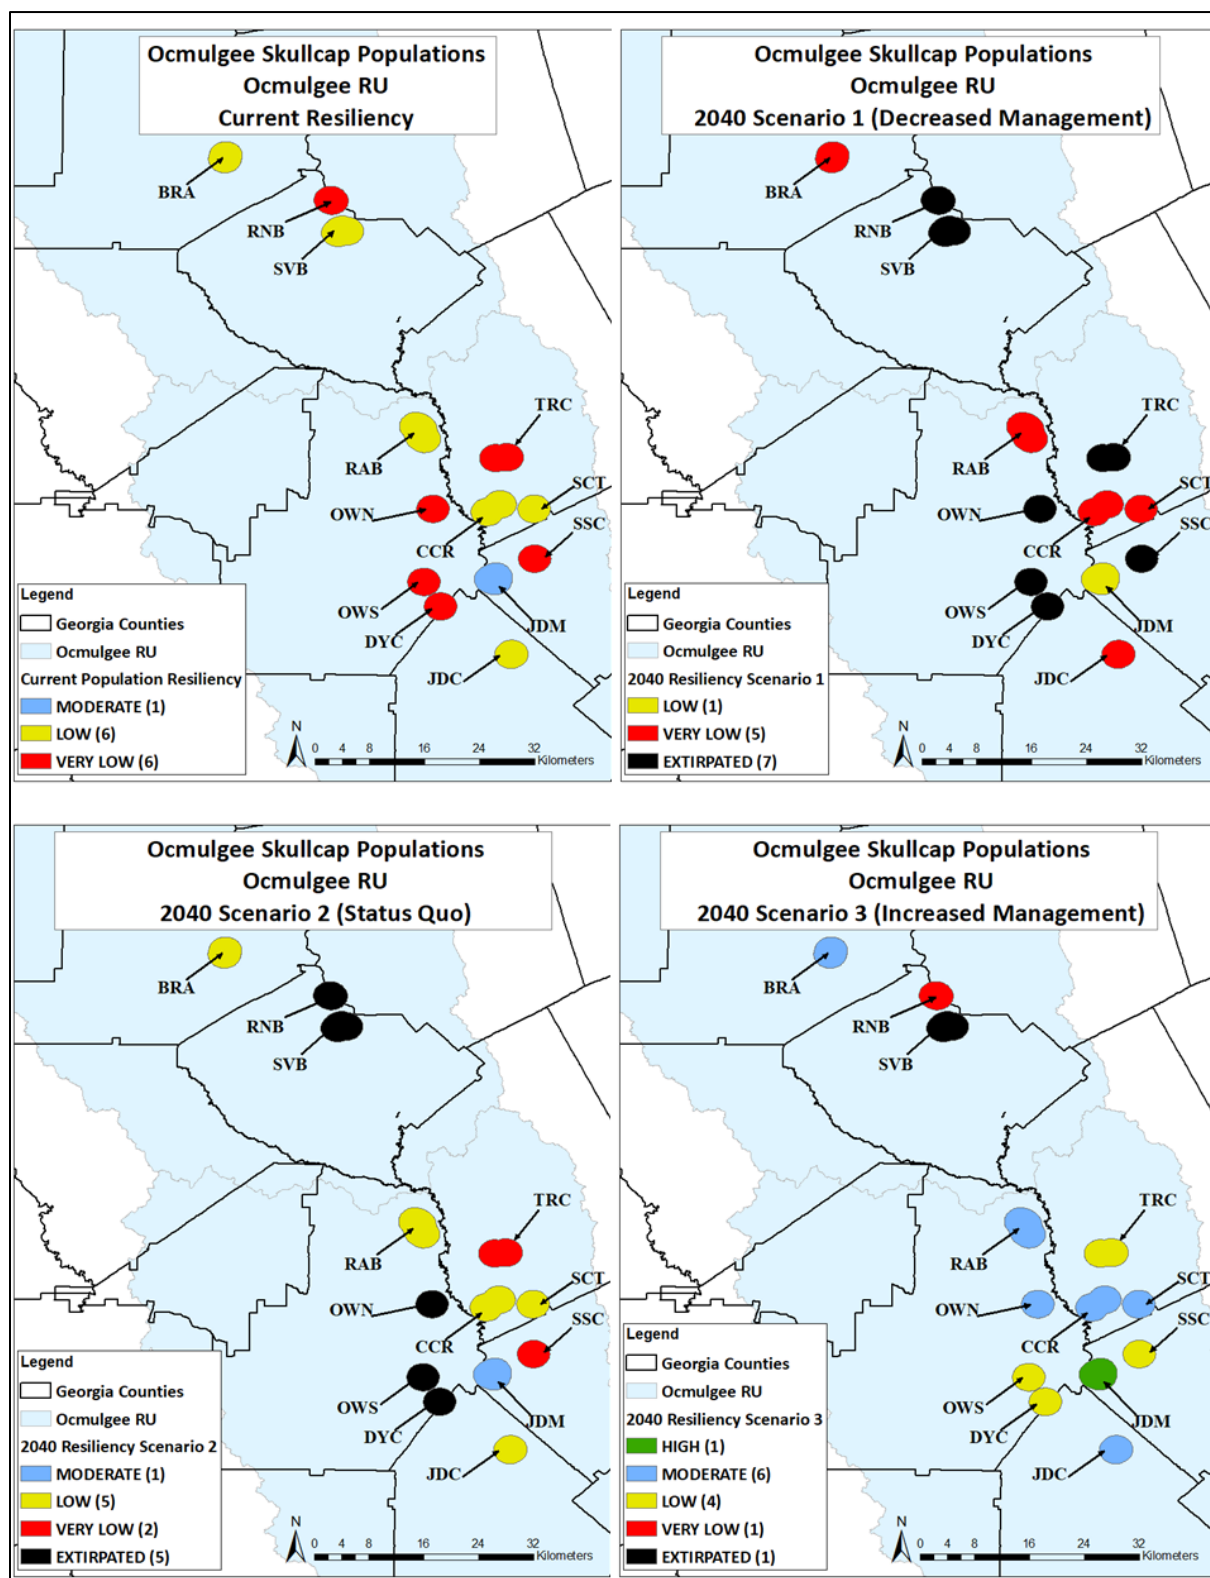 Ocmulgee Skullcap Populations
Ocmulgee RU
Current Resiliency
BRA
RNB
SVB
TRC
RAB
SCT
OWN
SSC
CCR
OWS
JDM
DYC
JDC
Legend
Georgia Counties
Ocmulgee RU
Current Population Resiliency
MODERATE (1)
LOW (6)
VERY LOW (6)
N
0 4 8 16 24 32
Kilometers
Ocmulgee Skullcap Populations
Ocmulgee RU
2040 Scenario 1 (Decreased Management)
BRA
RNB
SVB
TRC
RAB
SCT
OWN
SSC
CCR
OWS
JDM
DYC
JDC
Legend
Georgia Counties
Ocmulgee RU
2040 Resiliency Scenario 1
LOW (1)
VERY LOW (5)
EXTIRPATED (7)
N
0 4 8 16 24 32
Kilometers
Ocmulgee Skullcap Populations
Ocmulgee RU
2040 Scenario 2 (Status Quo)
BRA
RNB
SVB
TRC
RAB
SCT
OWN
SSC
CCR
OWS
JDM
DYC
JDC
Legend
Georgia Counties
Ocmulgee RU
2040 Resiliency Scenario 2
MODERATE (1)
LOW (5)
VERY LOW (2)
EXTIRPATED (5)
N
0 4 8 16 24 32
Kilometers
Ocmulgee Skullcap Populations
Ocmulgee RU
2040 Scenario 3 (Increased Management)
BRA
RNB
SVB
TRC
RAB
SCT
OWN
SSC
CCR
OWS
JDM
DYC
JDC
Legend
Georgia Counties
Ocmulgee RU
2040 Resiliency Scenario 3
HIGH (1)
MODERATE (6)
LOW (4)
VERY LOW (1)
EXTIRPATED (1)
N
0 4 8 16 24 32
Kilometers